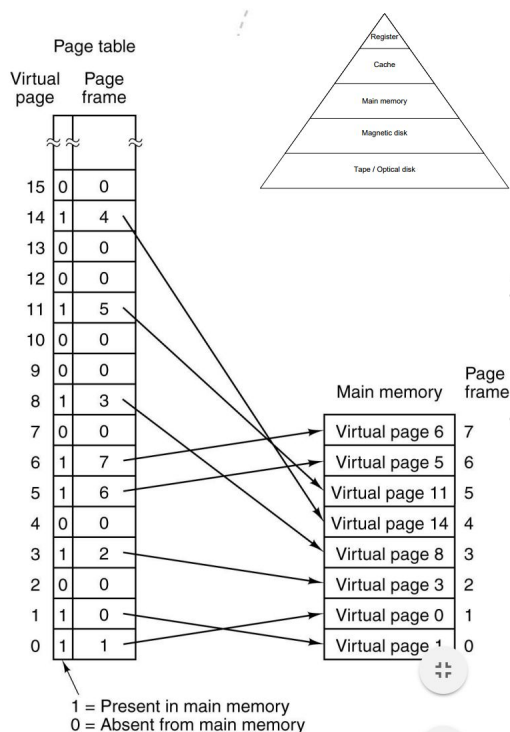 Page table
Virtual page
Page frame
15 0 0
14 1 4
13 0 0
12 0 0
11 1 5
10 0 0
9 0 0
8 1 3
7 0 0
6 1 7
5 1 6
4 0 0
3 1 2
2 0 0
1 1 0
0 1 1
1 = Present in main memory
0 = Absent from main memory
Register
Cache
Main memory
Magnetic disk
Tape / Optical disk
Main memory
Page frame
Virtual page 6 7
Virtual page 5 6
Virtual page 11 5
Virtual page 14 4
Virtual page 8 3
Virtual page 3 2
Virtual page 0 1
Virtual page 1 0